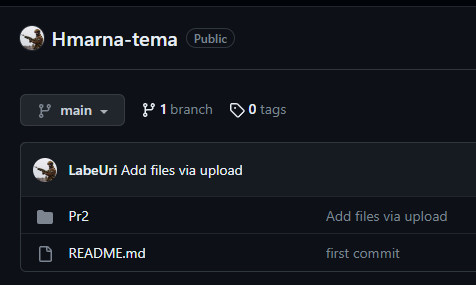 Hmarna-tema Public
main 1 branch 0 tags
LabeUri Add files via upload
Pr2 Add files via upload
README.md first commit